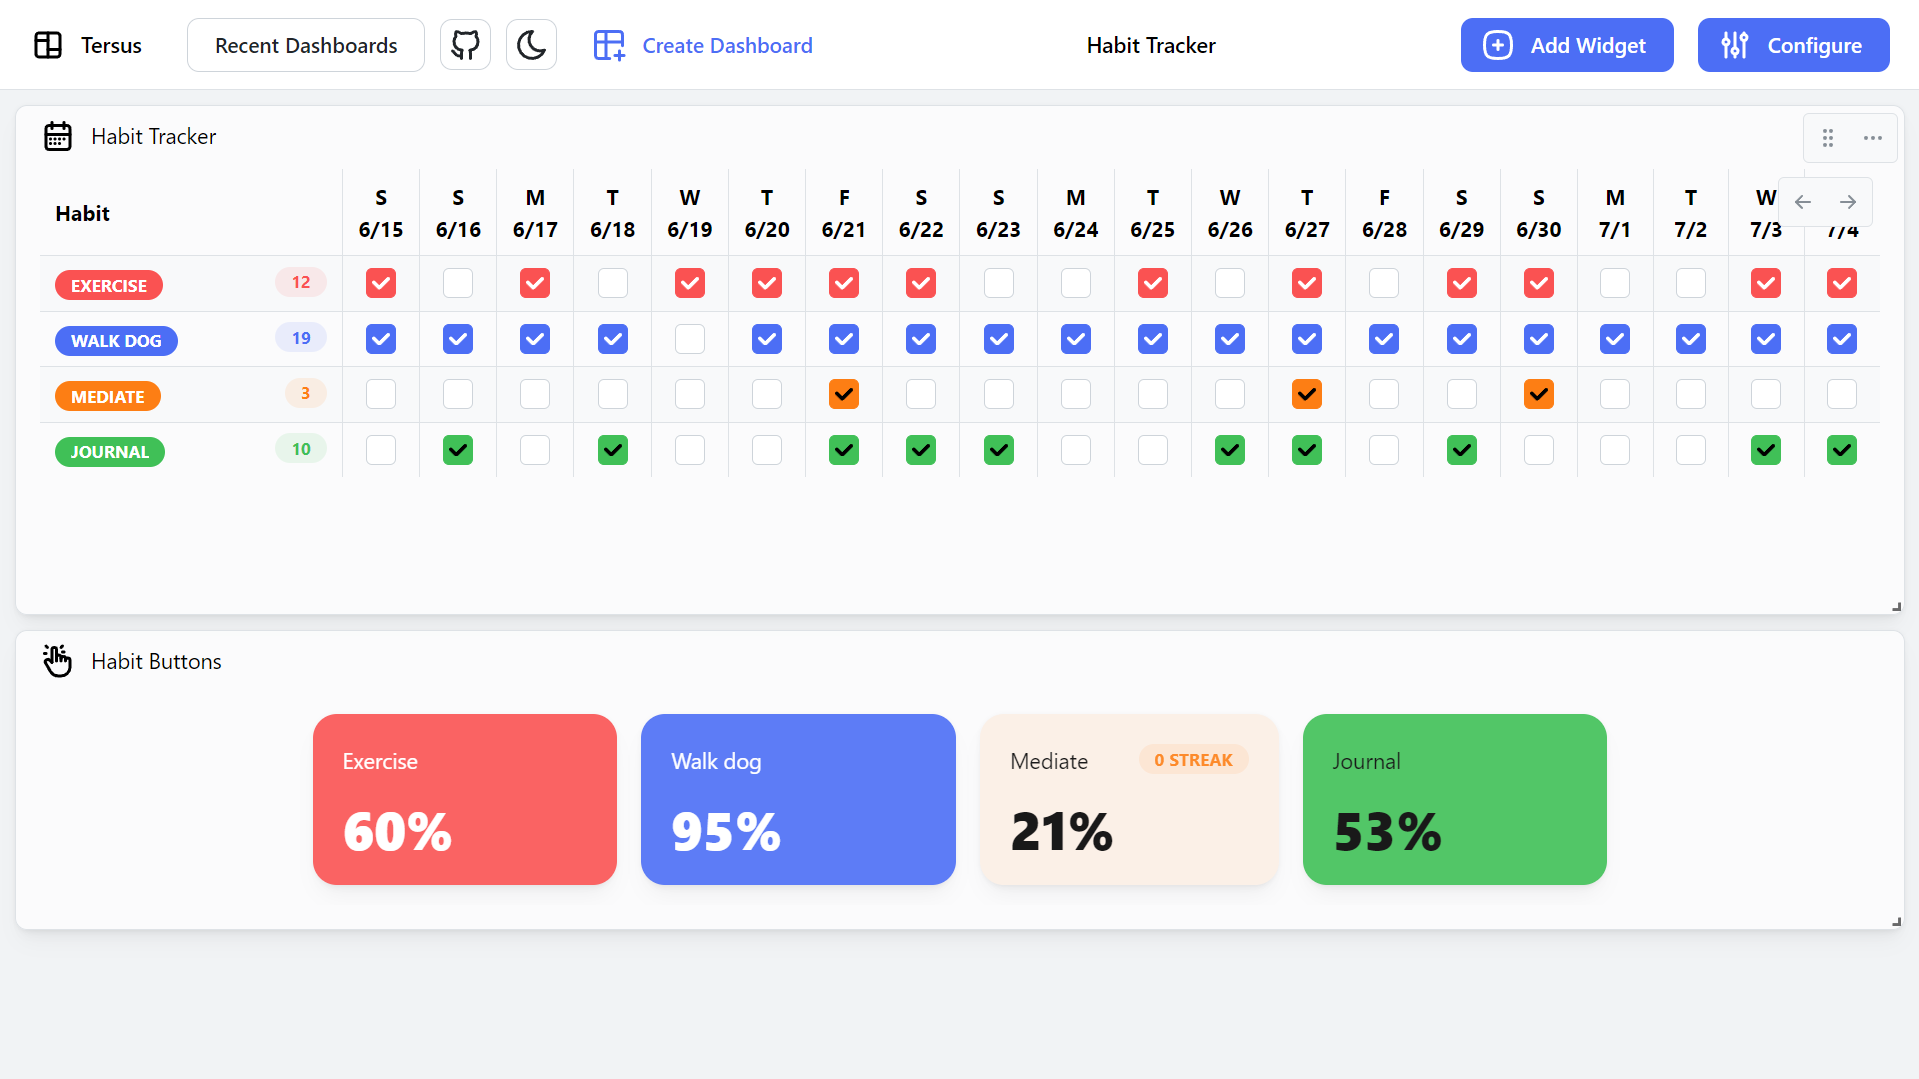 Tersus
Recent Dashboards
Create Dashboard
Habit Tracker
Add Widget
Configure
Habit Tracker
Habit
S S M T W T F S S M T W T F S S M T W
6/15 6/16 6/17 6/18 6/19 6/20 6/21 6/22 6/23 6/24 6/25 6/26 6/27 6/28 6/29 6/30 7/1 7/2 7/3 7/4
EXERCISE 12
WALK DOG 19
MEDIATE 3
JOURNAL 10
Habit Buttons
Exercise
60%
Walk dog
95%
Mediate
0 STREAK
21%
Journal
53%